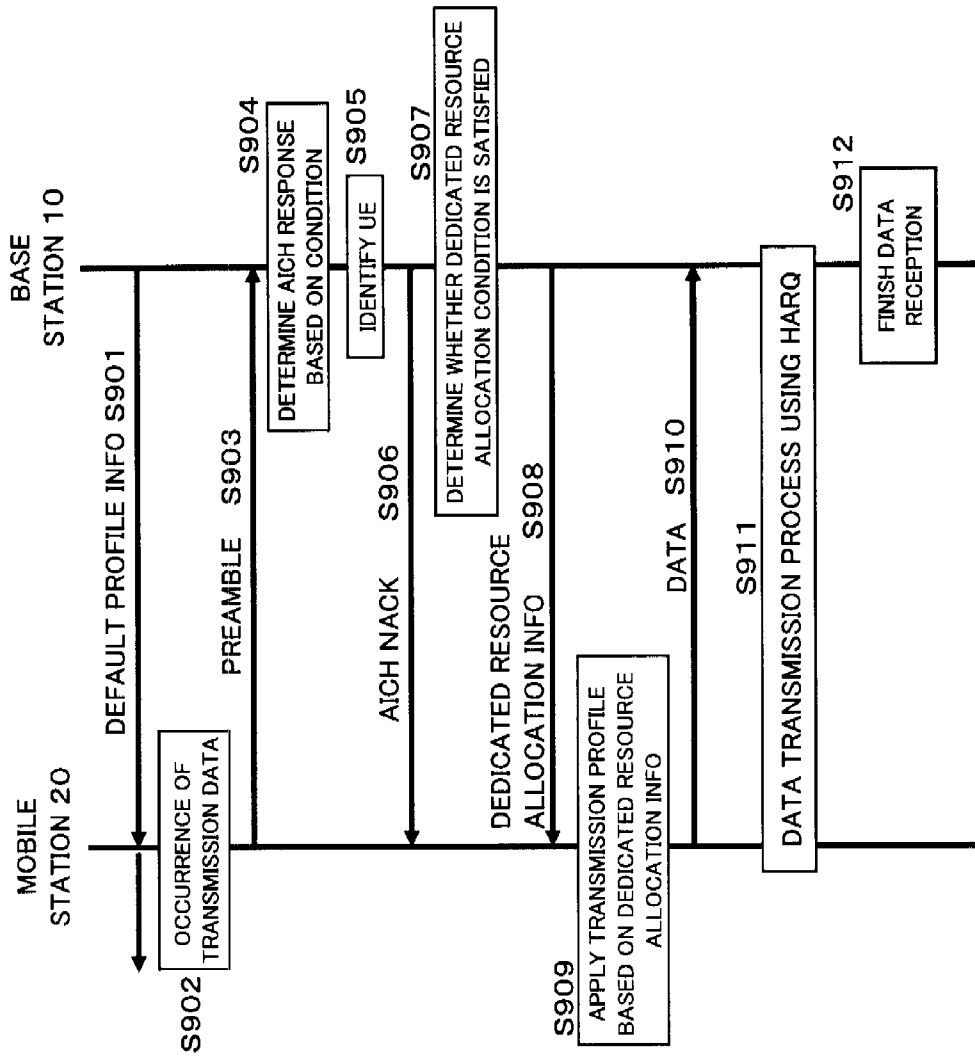 MOBILE
STATION 20
BASE
STATION 10
DEFAULT PROFILE INFO S901
S902
OCCURRENCE OF
TRANSMISSION DATA
PREAMBLE S903
S904
DETERMINE AICH RESPONSE
BASED ON CONDITION
S905
IDENTIFY UE
AICH NACK S906
S907
DETERMINE WHETHER DEDICATED RESOURCE
ALLOCATION CONDITION IS SATISFIED
DEDICATED RESOURCE
ALLOCATION INFO S908
S909
APPLY TRANSMISSION PROFILE
BASED ON DEDICATED RESOURCE
ALLOCATION INFO
DATA S910
S911
DATA TRANSMISSION PROCESS USING HARQ
S912
FINISH DATA
RECEPTION